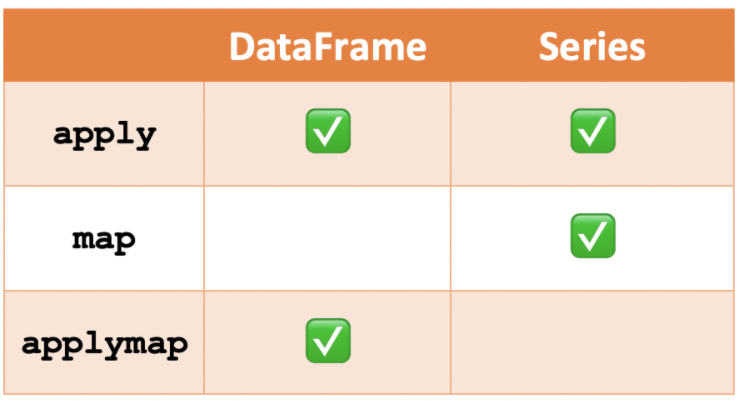 DataFrame Series
apply ✅ ✅
map ✅
applymap ✅